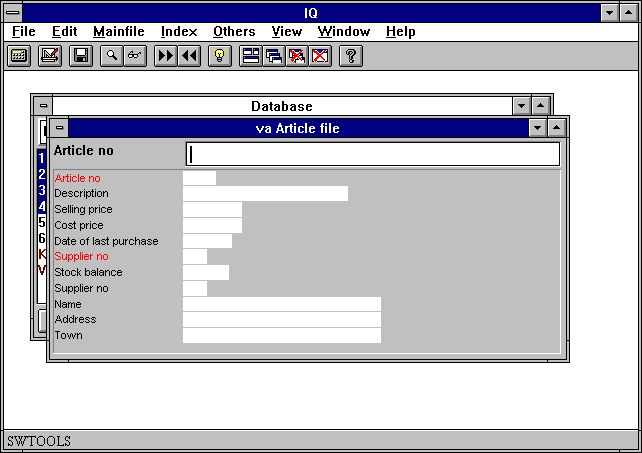 IQ
File Edit Mainfile Index Others View Window Help
Database
va Article file
Article no
1
2
3
4
5
6
K
V
Article no
Description
Selling price
Cost price
Date of last purchase
Supplier no
Stock balance
Supplier no
Name
Address
Town
SWTOOLS